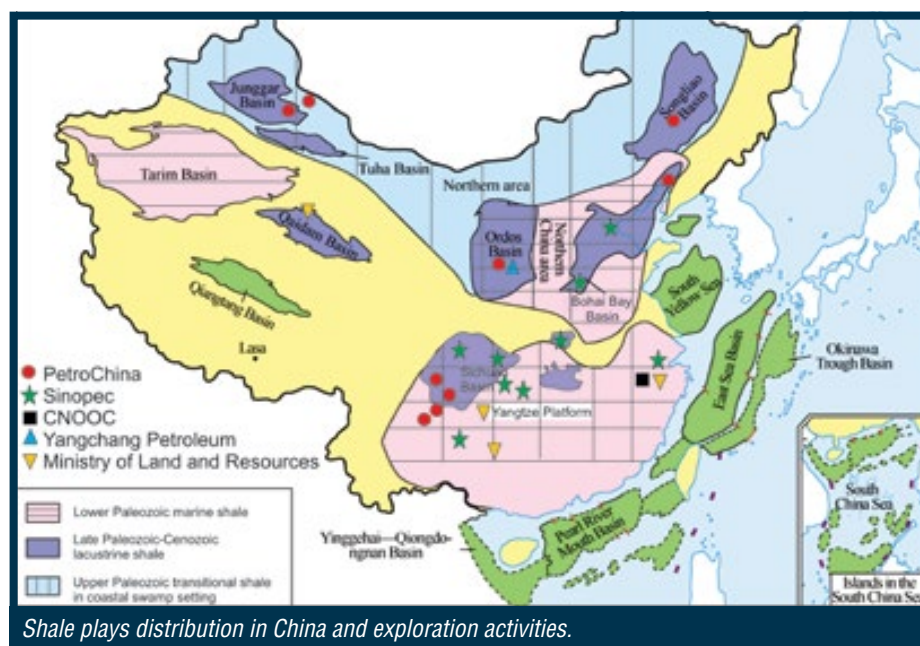 Junggar
Basin
Songliao
Basin
Tuha Basin
Tarim Basin
Northern area
Qaidam Basin
Ordos
Basin
Northern
China area
Qiangtang Basin
Bohai Bay
Basin
South
Yellow Sea
Lasa
Okinawa
Trough Basin
East Sea Basin
PetroChina
Sinopec
CNOOC
Yangchang Petroleum
Ministry of Land and Resources
Sichuan
Basin
Yangtze Platform
Lower Paleozoic marine shale
Late Paleozoic-Cenozoic
lacustrine shale
Upper Paleozoic transitional shale
in coastal swamp setting
Yinggehai—Qiongdo-
ngnan Basin
Pearl River
Mouth Basin
South
China Sea
Islands in the
South China Sea
Shale plays distribution in China and exploration activities.